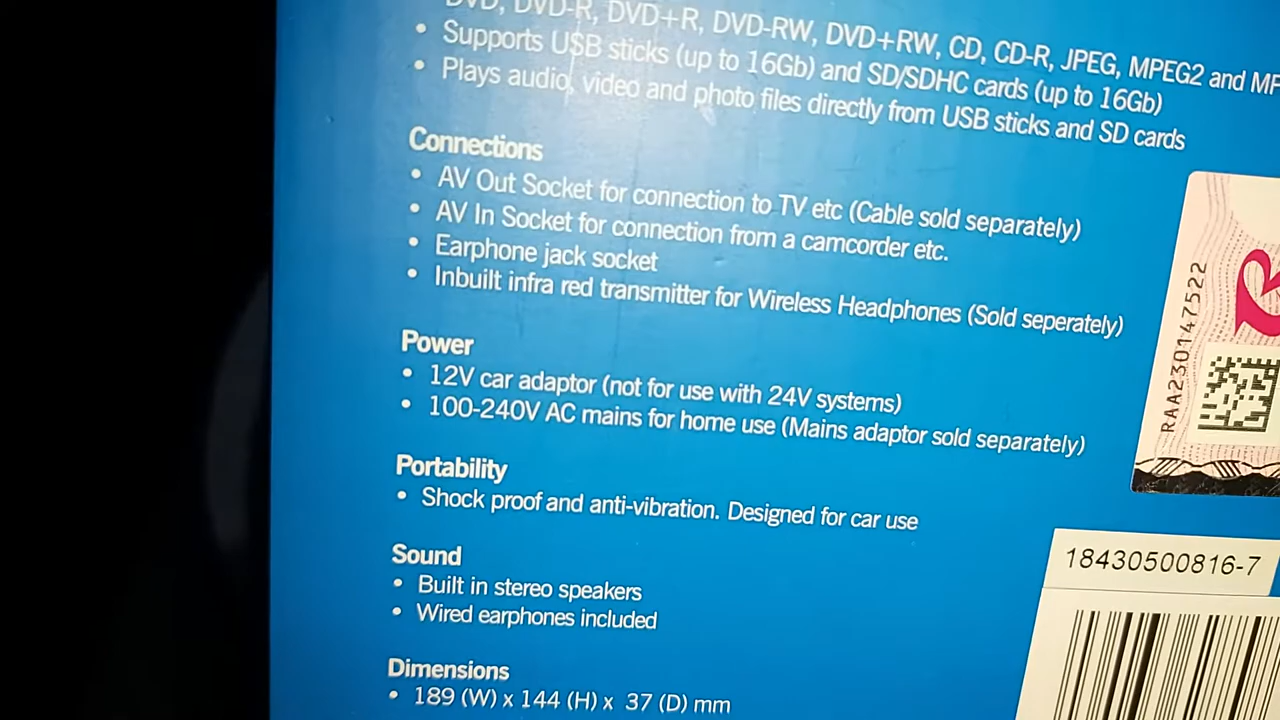 DVD, DVD-R, DVD+R, DVD-RW, DVD+RW, CD, CD-R, JPEG, MPEG2 and
• Supports USB sticks (up to 16Gb) and SD/SDHC cards (up to 16Gb)
• Plays audio, video and photo files directly from USB sticks and SD cards
Connections
• AV Out Socket for connection to TV etc (Cable sold separately)
• AV In Socket for connection from a camcorder etc.
• Earphone jack socket
• Inbuilt infra red transmitter for Wireless Headphones (Sold seperately)
Power
• 12V car adaptor (not for use with 24V systems)
• 100-240V AC mains for home use (Mains adaptor sold separately)
Portability
• Shock proof and anti-vibration. Designed for car use
Sound
• Built in stereo speakers
• Wired earphones included
Dimensions
• 189 (W) x 144 (H) x 37 (D) mm
RAA230147522
18430500816-7